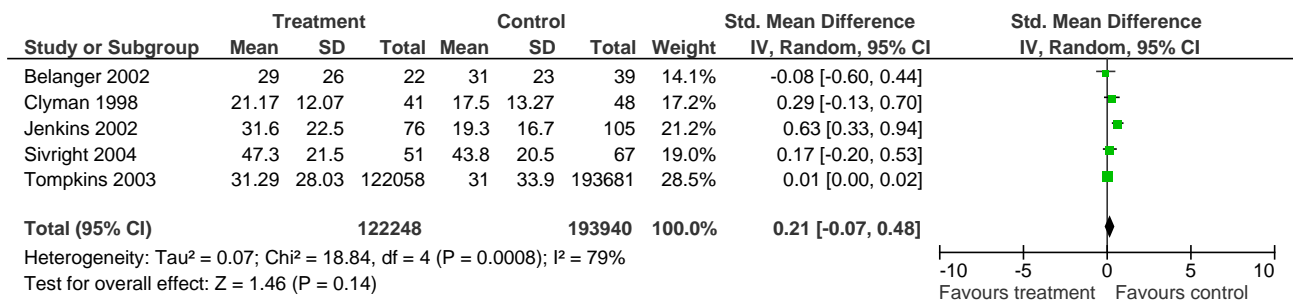 Treatment Control Std. Mean Difference Std. Mean Difference
Study or Subgroup Mean SD Total Mean SD Total Weight IV, Random, 95% CI IV, Random, 95% CI
Belanger 2002 29 26 22 31 23 39 14.1% -0.08 [-0.60, 0.44]
Clyman 1998 21.17 12.07 41 17.5 13.27 48 17.2% 0.29 [-0.13, 0.70]
Jenkins 2002 31.6 22.5 76 19.3 16.7 105 21.2% 0.63 [0.33, 0.94]
Sivright 2004 47.3 21.5 51 43.8 20.5 67 19.0% 0.17 [-0.20, 0.53]
Tompkins 2003 31.29 28.03 122058 31 33.9 193681 28.5% 0.01 [0.00, 0.02]
Total (95% CI) 122248 193940 100.0% 0.21 [-0.07, 0.48]
Heterogeneity: Tau² = 0.07; Chi² = 18.84, df = 4 (P = 0.0008); I² = 79%
Test for overall effect: Z = 1.46 (P = 0.14)
-10 -5 0 5 10
Favours treatment Favours control